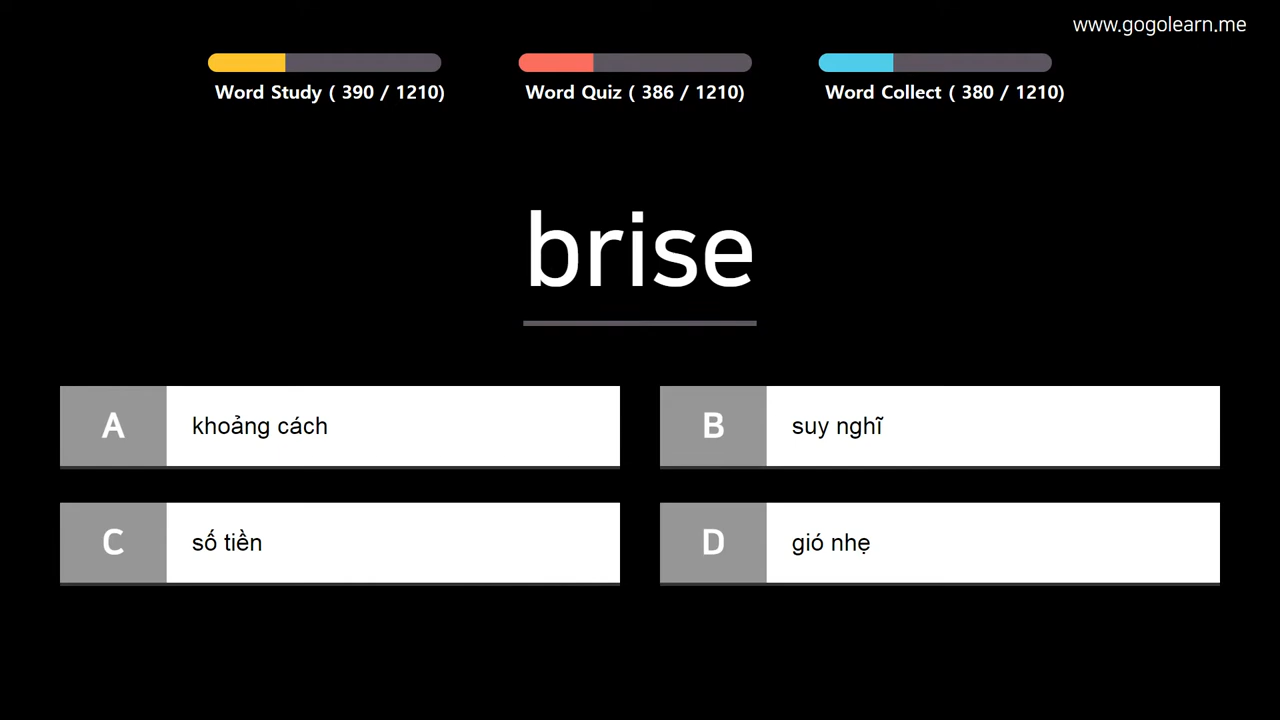 www.gogolearn.me
Word Study ( 390 / 1210)
Word Quiz ( 386 / 1210)
Word Collect ( 380 / 1210)
brise
A khoảng cách
B suy nghĩ
C số tiền
D gió nhẹ